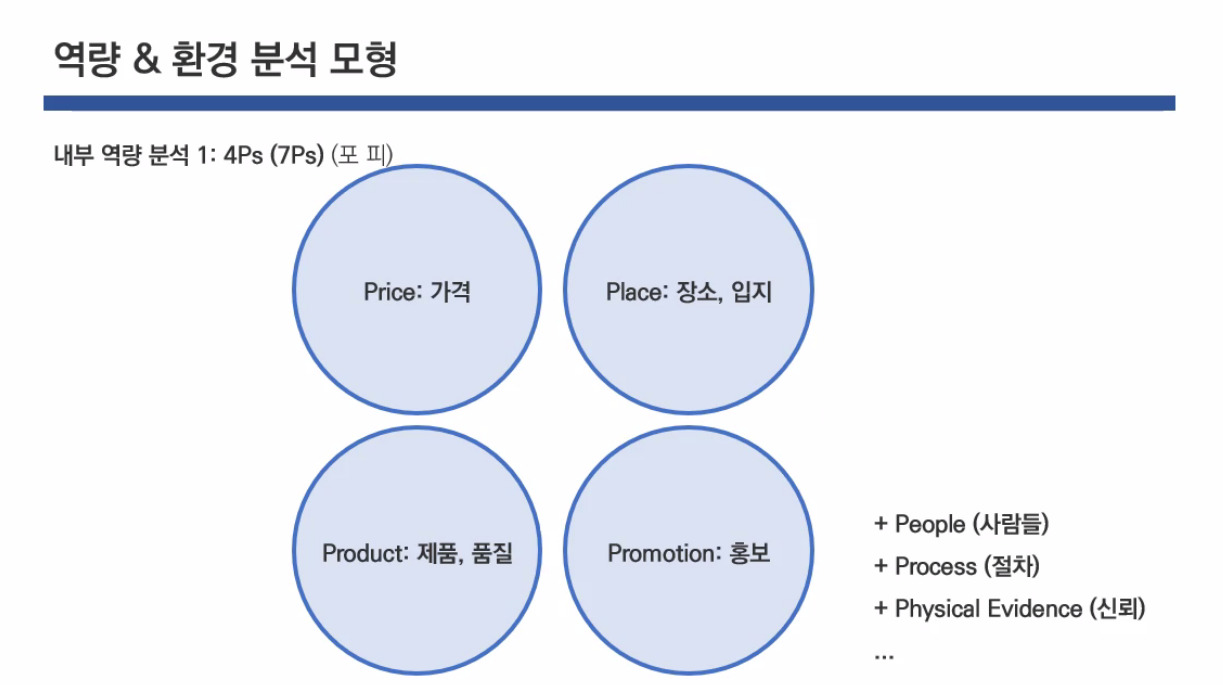 역량 & 환경 분석 모형
내부 역량 분석 1: 4Ps (7Ps) (포 피)
Price: 가격
Place: 장소, 입지
Product: 제품, 품질
Promotion: 홍보
+ People (사람들)
+ Process (절차)
+ Physical Evidence (신뢰)
...